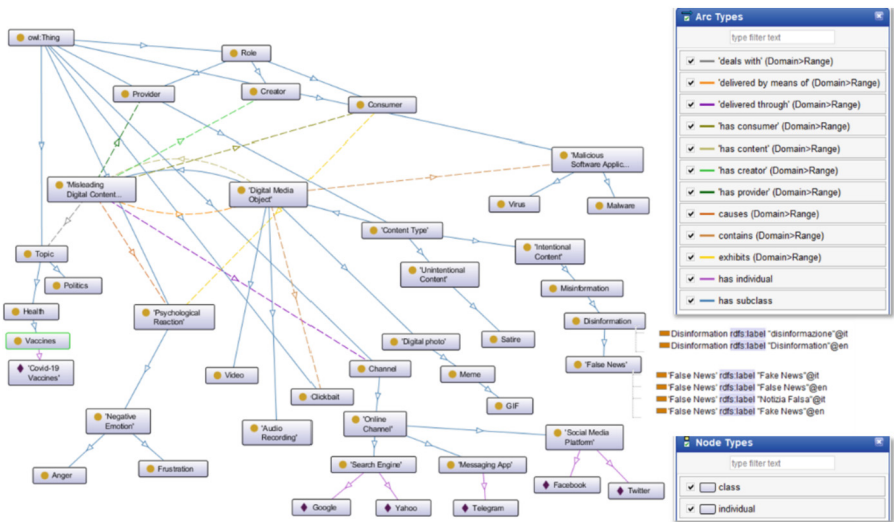 owl:Thing
Role
Provider
Creator
Consumer
'Misleading
Digital Content...
'Digital Media
Object'
'Malicious
Software Applic...
Virus
Malware
'Content Type'
'Intentional
Content'
Topic
Politics
'Unintentional
Content'
Misinformation
Health
'Psychological
Reaction'
Disinformation
Vaccines
'Digital photo'
Satire
'Covid-19
Vaccines'
Video
Channel
Meme
'False News'
Clickbait
GIF
'Negative
Emotion'
'Audio
Recording'
'Online
Channel'
'Social Media
Platform'
Anger
Frustration
'Search Engine'
'Messaging App'
Google
Yahoo
Telegram
Facebook
Twitter
Disinformation rdfs:label "disinformazione"@it
Disinformation rdfs:label "Disinformation"@en
'False News' rdfs:label "Fake News"@it
'False News' rdfs:label "False News"@en
'False News' rdfs:label "Notizia Falsa"@it
'False News' rdfs:label "Fake News"@en
Arc Types
type filter text
'deals with' (Domain>Range)
'delivered by means of' (Domain>Range)
'delivered through' (Domain>Range)
'has consumer' (Domain>Range)
'has content' (Domain>Range)
'has creator' (Domain>Range)
'has provider' (Domain>Range)
causes (Domain>Range)
contains (Domain>Range)
exhibits (Domain>Range)
has individual
has subclass
Node Types
type filter text
class
individual